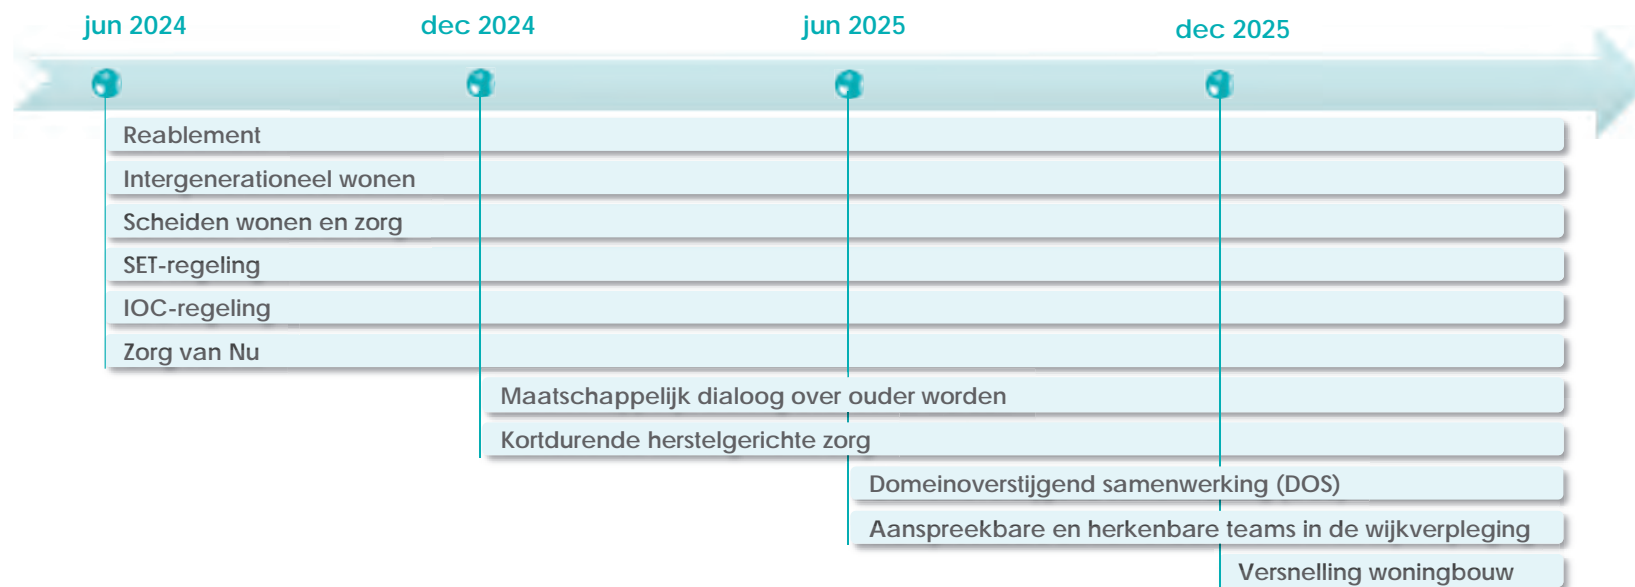 jun 2024
dec 2024
jun 2025
dec 2025
Reablement
Intergenerationeel wonen
Scheiden wonen en zorg
SET-regeling
IOC-regeling
Zorg van Nu
Maatschappelijk dialoog over ouder worden
Kortdurende herstelgerichte zorg
Domeinoverstijgend samenwerking (DOS)
Aanspreekbare en herkenbare teams in de wijkverpleging
Versnelling woningbouw